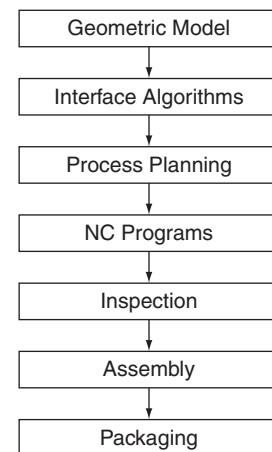 Geometric Model
Interface Algorithms
Process Planning
NC Programs
Inspection
Assembly
Packaging